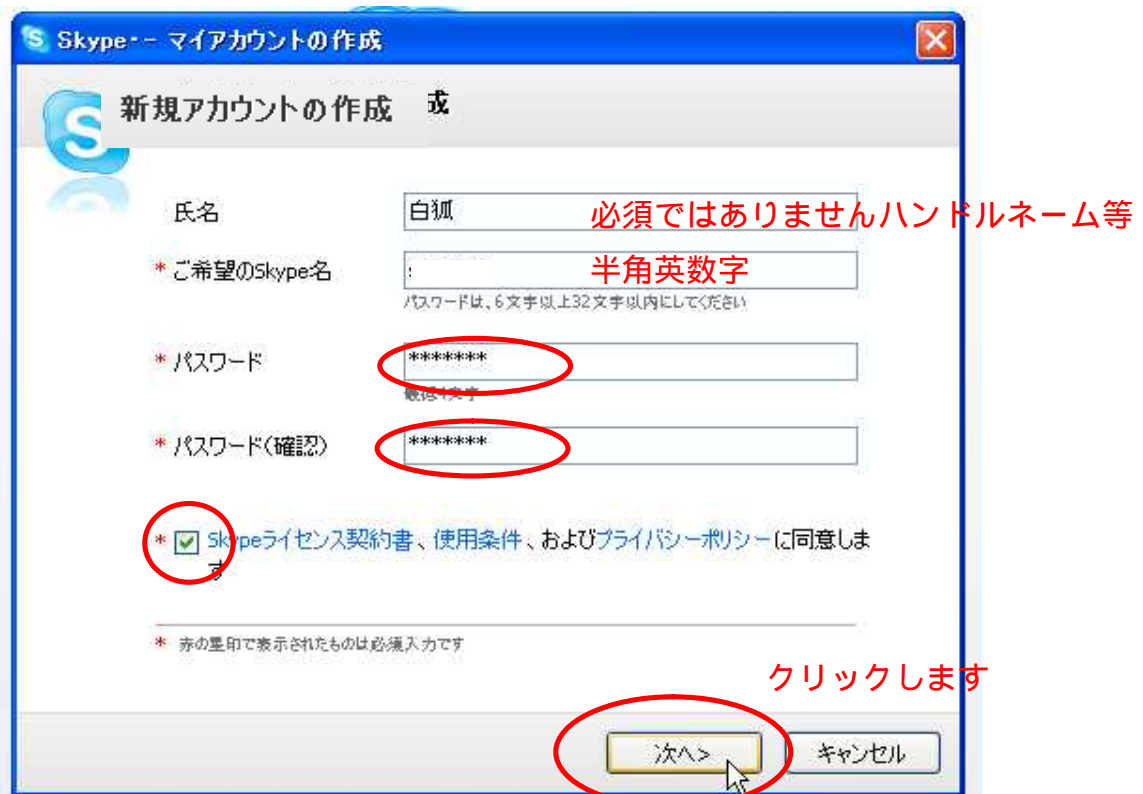 Skype™ - マイアカウントの作成
新規アカウントの作成 成
氏名 白狐 必須ではありませんハンドルネーム等
* ご希望のSkype名 半角英数字
パスワードは、6文字以上32文字以内にしてください
* パスワード *******
最低4文字
* パスワード(確認) *******
* Skypeライセンス契約書、使用条件、およびプライバシーポリシーに同意しま
す
* 赤の星印で表示されたものは必須入力です
クリックします
次へ> キャンセル